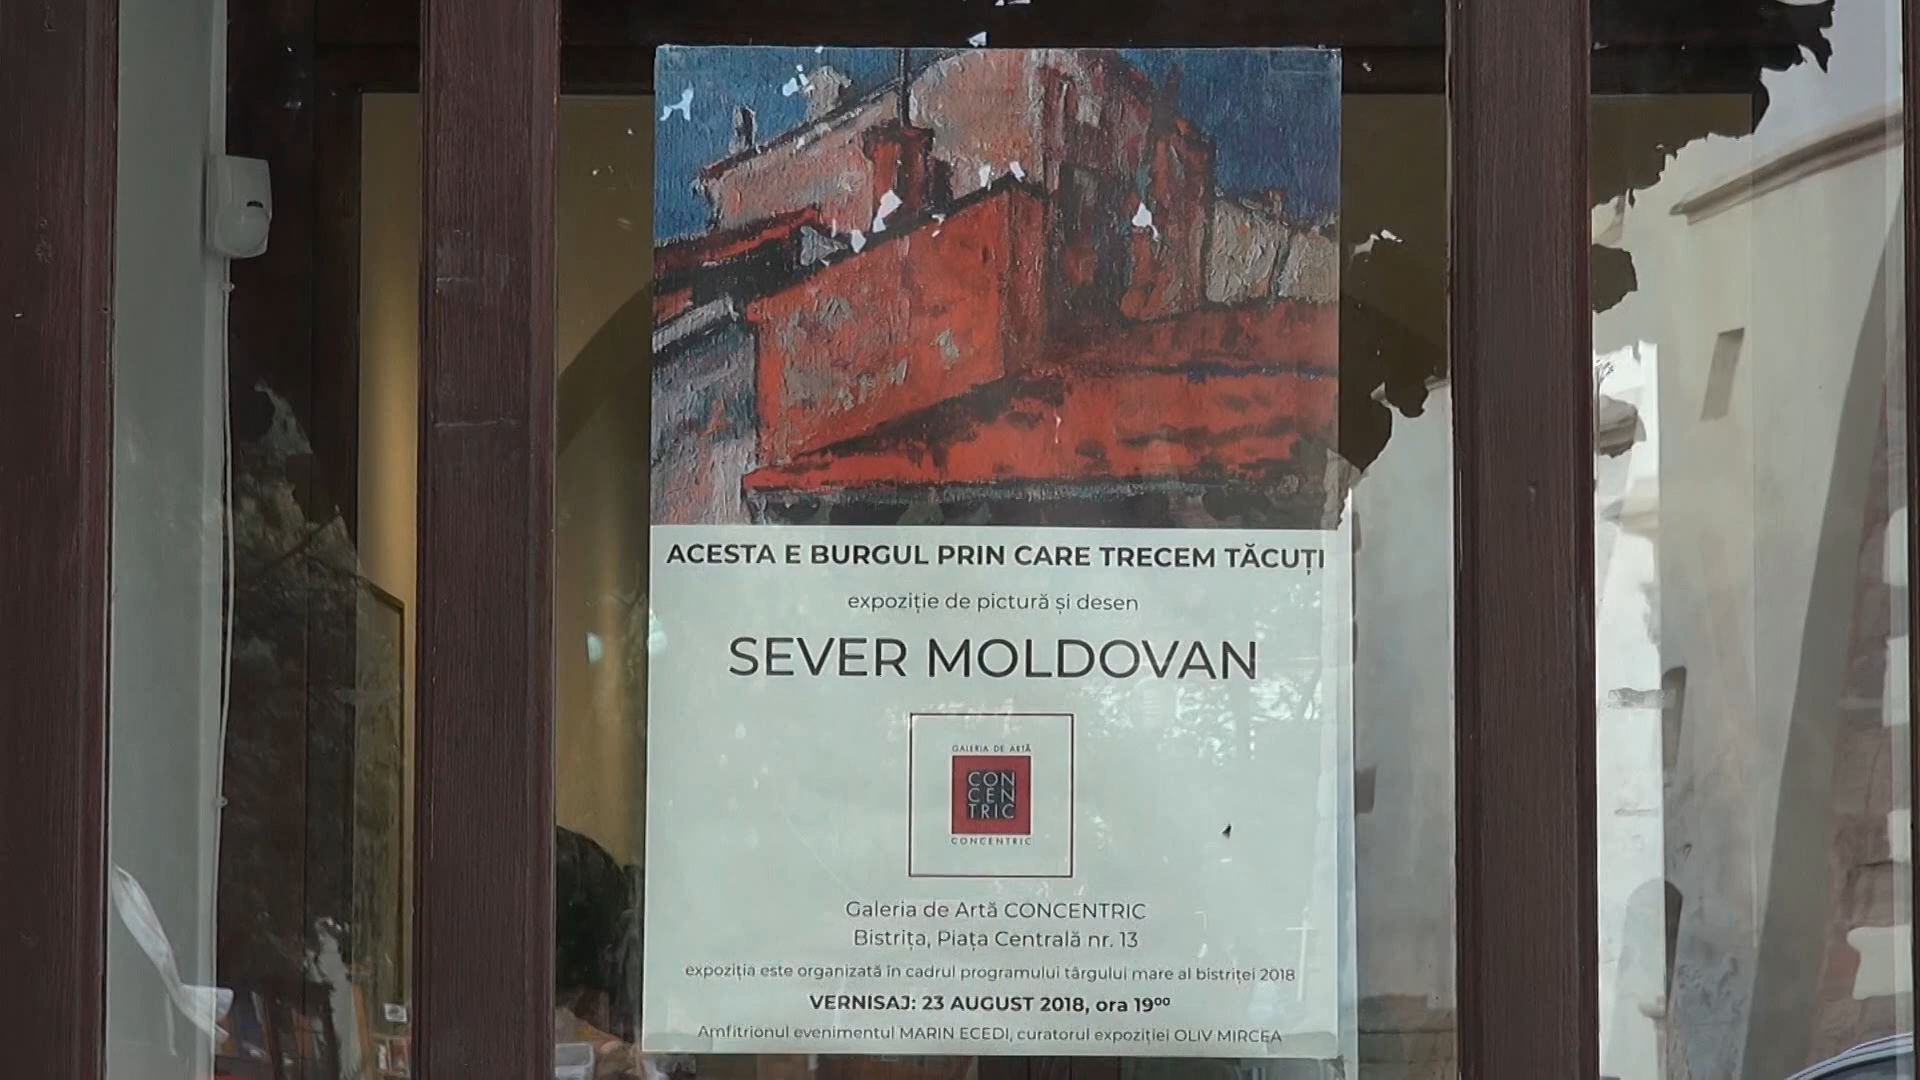 ACESTA E BURGUL PRIN CARE TRECEM TĂCUȚI
expoziție de pictură și desen
SEVER MOLDOVAN
GALERIA DE ARTĂ
CON
CEN
TRIC
CONCENTRIC
Galeria de Artă CONCENTRIC
Bistrița, Piața Centrală nr. 13
expoziția este organizată în cadrul programului târgului mare al bistriței 2018
VERNISAJ: 23 AUGUST 2018, ora 19⁰⁰
Amfitrionul evenimentul MARIN ECEDI, curatorul expoziției OLIV MIRCEA